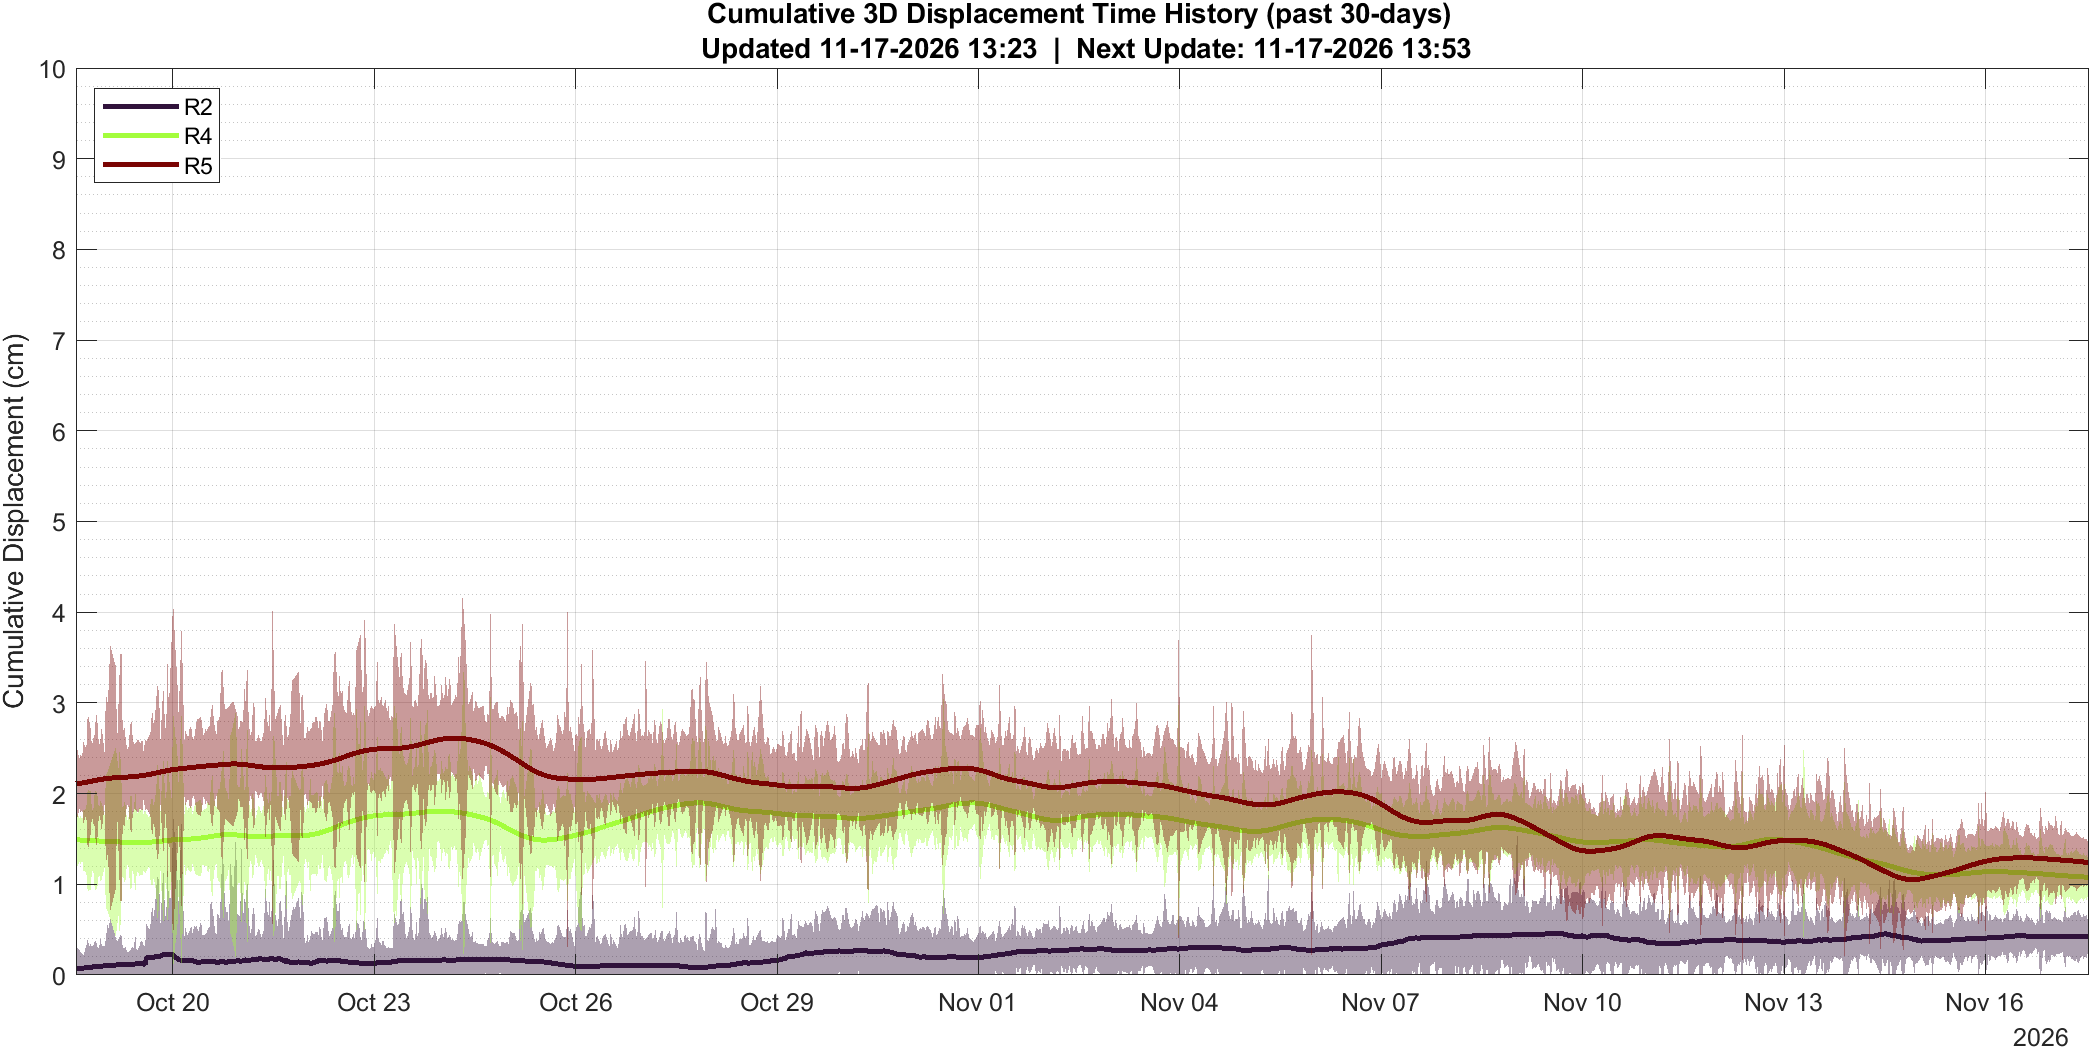 Cumulative 3D Displacement Time History (past 30-days)
Updated 11-17-2026 13:23 | Next Update: 11-17-2026 13:53
R2
R4
R5
Cumulative Displacement (cm)
10
9
8
7
6
5
4
3
2
1
0
Oct 20 Oct 23 Oct 26 Oct 29 Nov 01 Nov 04 Nov 07 Nov 10 Nov 13 Nov 16
2026